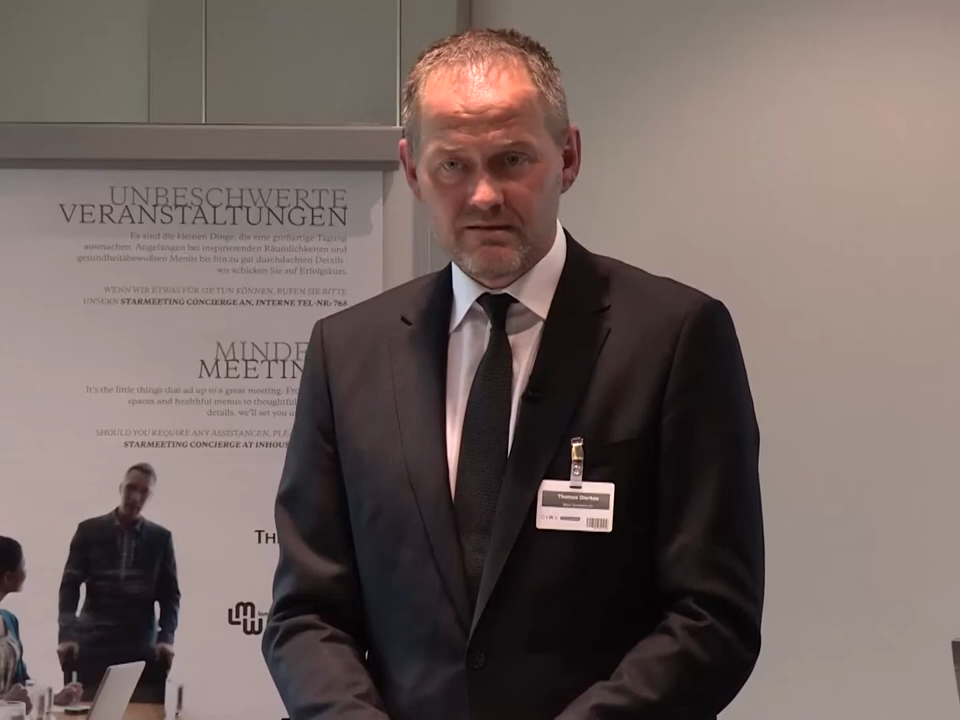 UNBESCHWERTE
VERANSTALTUNGEN
Es sind die kleinen Dinge, die eine großartige Tagung
ausmachen. Angefangen bei inspirierenden Räumlichkeiten und
gesundheitsbewußen Menüs bis hin zu gut durchdachten Details -
wir schicken Sie auf Erfolgskurs.
WENN WIR ETWAS FÜR SIE TUN KÖNNEN, RUFEN SIE BITTE
UNSERN STARMEETING CONCIERGE AN, INTERNE TEL-NR: 768
MINDF
MEETIN
It's the little things that ad up to a great meeting. Fro
spaces and healthful menus to thoughtful
details, we'll set you u
SHOULD YOU REQUIRE ANY ASSISTANCE, PLE
STARMEETING CONCIERGE AT INHOUS
Thomas Dierkes